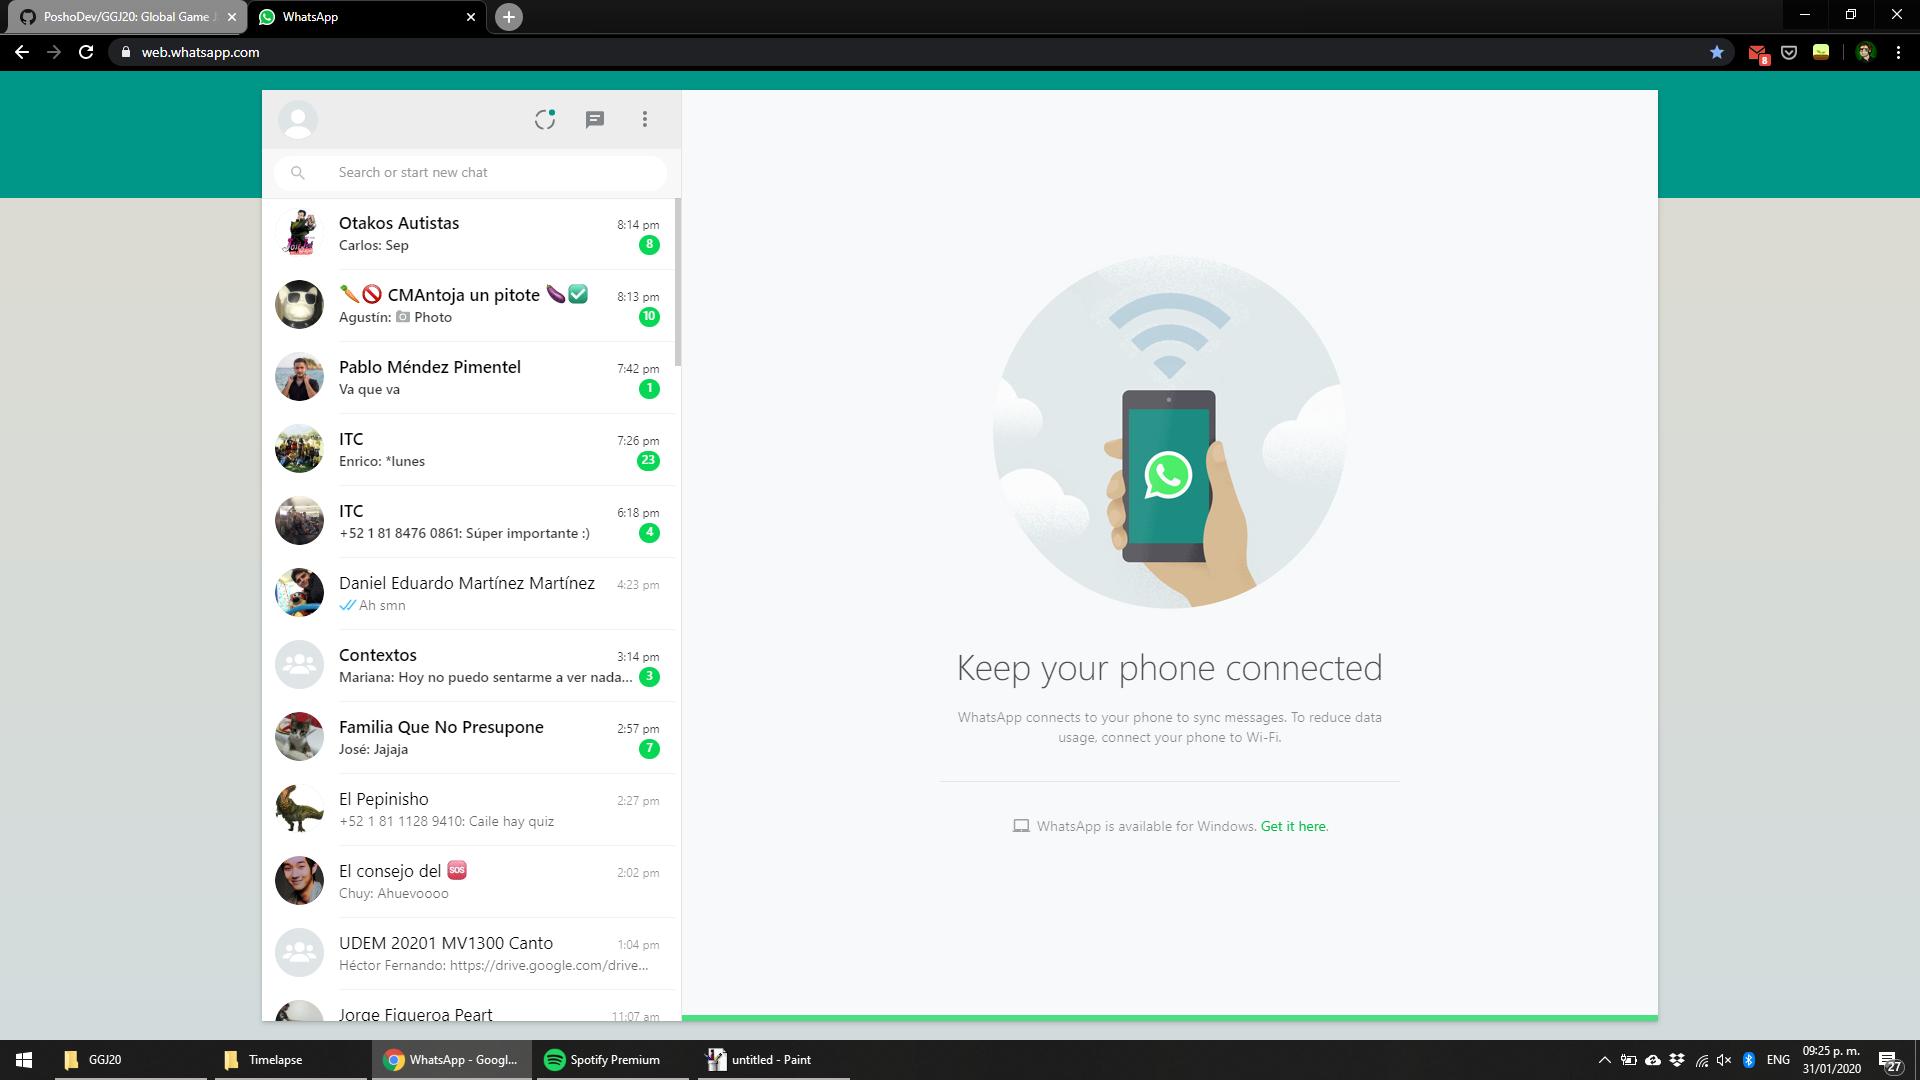 PoshoDev/GGJ20: Global Game J
WhatsApp
web.whatsapp.com
8
Search or start new chat
Otakos Autistas
8:14 pm
Carlos: Sep
8
🥕🚫 CMAntoja un pitote 🍆✅
8:13 pm
Agustín: 📷 Photo
10
Pablo Méndez Pimentel
7:42 pm
Va que va
1
ITC
7:26 pm
Enrico: *lunes
23
ITC
6:18 pm
+52 1 81 8476 0861: Súper importante :)
4
Daniel Eduardo Martínez Martínez
4:23 pm
Ah smn
Contextos
3:14 pm
Mariana: Hoy no puedo sentarme a ver nada...
3
Familia Que No Presupone
2:57 pm
José: Jajaja
7
El Pepinisho
2:27 pm
+52 1 81 1128 9410: Caile hay quiz
El consejo del 🆘
2:02 pm
Chuy: Ahuevoooo
UDEM 20201 MV1300 Canto
1:04 pm
Héctor Fernando: https://drive.google.com/drive...
Jorge Figueroa Peart
11:07 am
Keep your phone connected
WhatsApp connects to your phone to sync messages. To reduce data
usage, connect your phone to Wi-Fi.
WhatsApp is available for Windows. Get it here.
GGJ20
Timelapse
WhatsApp - Googl...
Spotify Premium
untitled - Paint
ENG
09:25 p. m.
31/01/2020
27